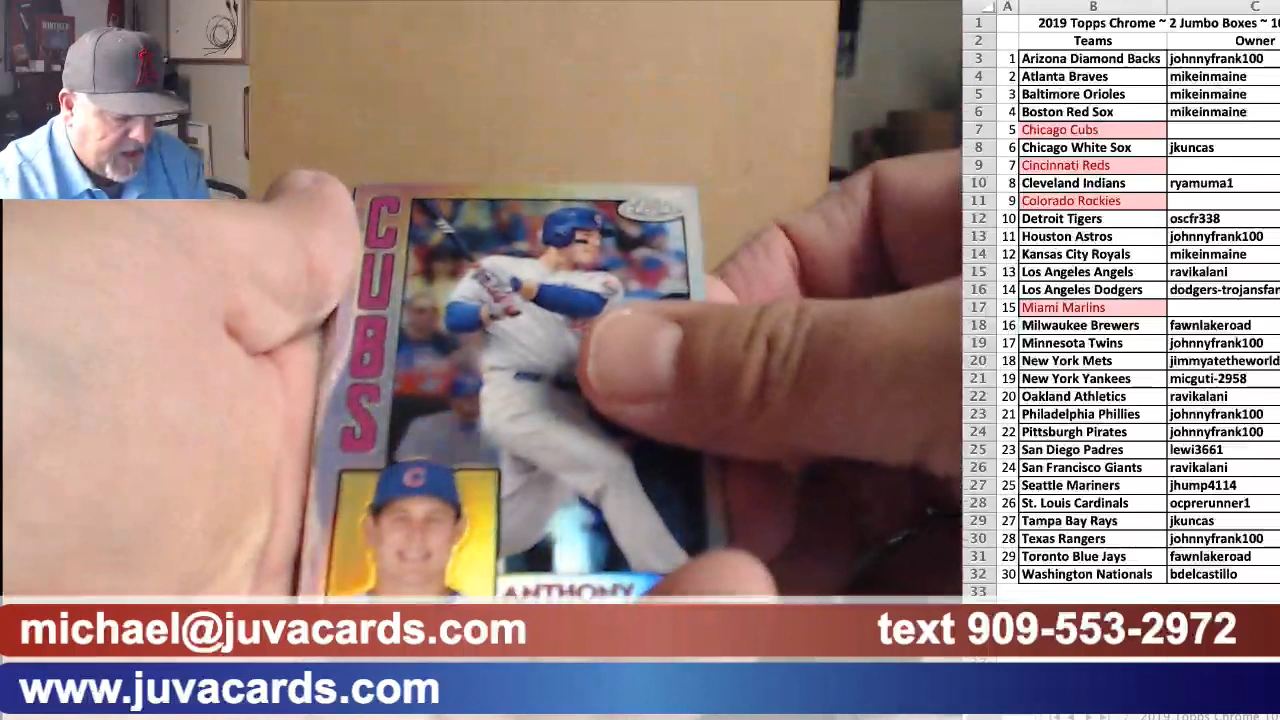 CUBS
ANTHONY
A B C
1 2019 Topps Chrome ~ 2 Jumbo Boxes ~
2 Teams Owner
3 1 Arizona Diamond Backs johnnyfrank100
4 2 Atlanta Braves mikeinmaine
5 3 Baltimore Orioles mikeinmaine
6 4 Boston Red Sox mikeinmaine
7 5 Chicago Cubs
8 6 Chicago White Sox jkuncas
9 7 Cincinnati Reds
10 8 Cleveland Indians ryamuma1
11 9 Colorado Rockies
12 10 Detroit Tigers oscfr338
13 11 Houston Astros johnnyfrank100
14 12 Kansas City Royals mikeinmaine
15 13 Los Angeles Angels ravikalani
16 14 Los Angeles Dodgers dodgers-trojansfan
17 15 Miami Marlins
18 16 Milwaukee Brewers fawnlakeroad
19 17 Minnesota Twins johnnyfrank100
20 18 New York Mets jimmyatetheworld
21 19 New York Yankees micguti-2958
22 20 Oakland Athletics ravikalani
23 21 Philadelphia Phillies johnnyfrank100
24 22 Pittsburgh Pirates johnnyfrank100
25 23 San Diego Padres lewi3661
26 24 San Francisco Giants ravikalani
27 25 Seattle Mariners jhump4114
28 26 St. Louis Cardinals ocprerunner1
29 27 Tampa Bay Rays jkuncas
30 28 Texas Rangers johnnyfrank100
31 29 Toronto Blue Jays fawnlakeroad
32 30 Washington Nationals bdelcastillo
33
michael@juvacards.com text 909-553-2972
www.juvacards.com